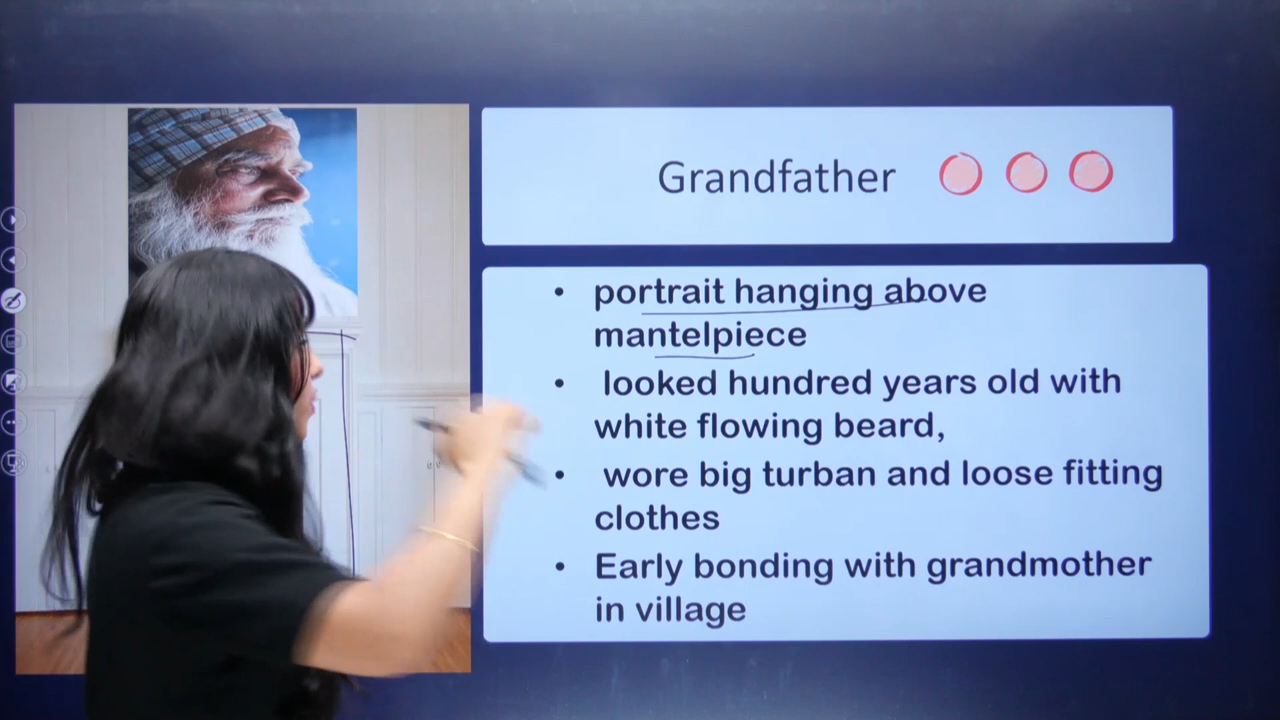 Grandfather
• portrait hanging above
mantelpiece
• looked hundred years old with
white flowing beard,
• wore big turban and loose fitting
clothes
• Early bonding with grandmother
in village